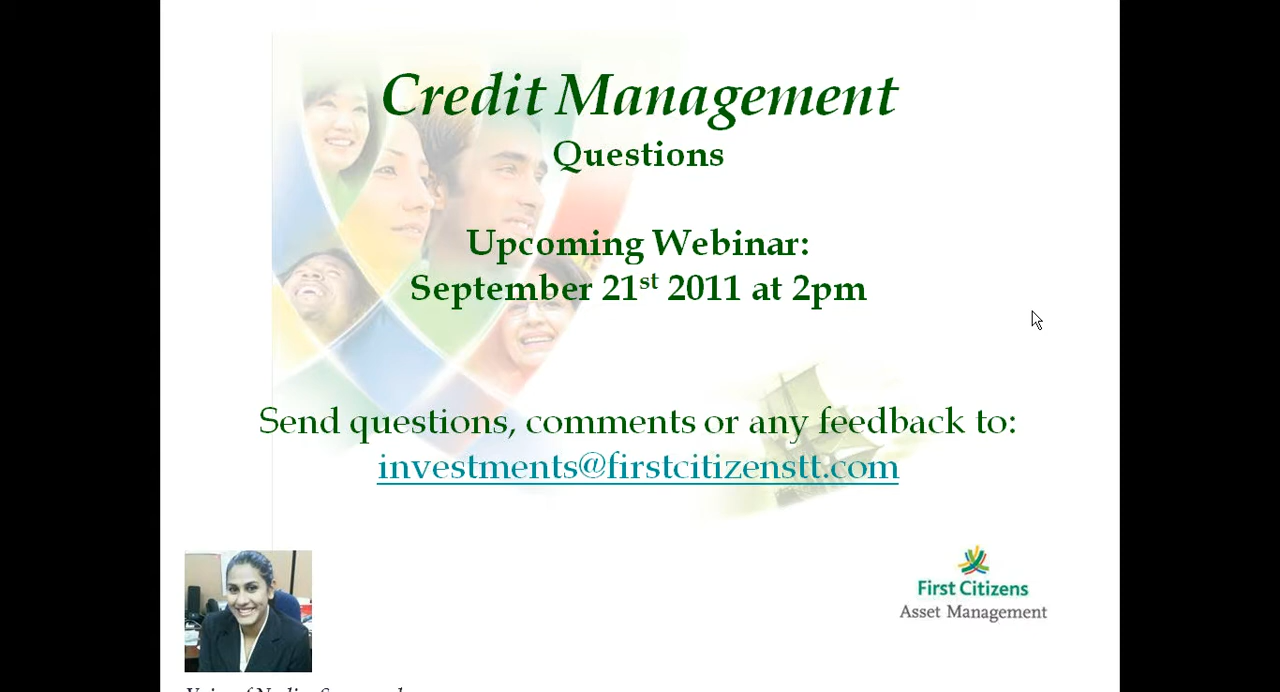 Credit Management
Questions
Upcoming Webinar:
September 21st 2011 at 2pm
Send questions, comments or any feedback to:
investments@firstcitizenstt.com
First Citizens
Asset Management